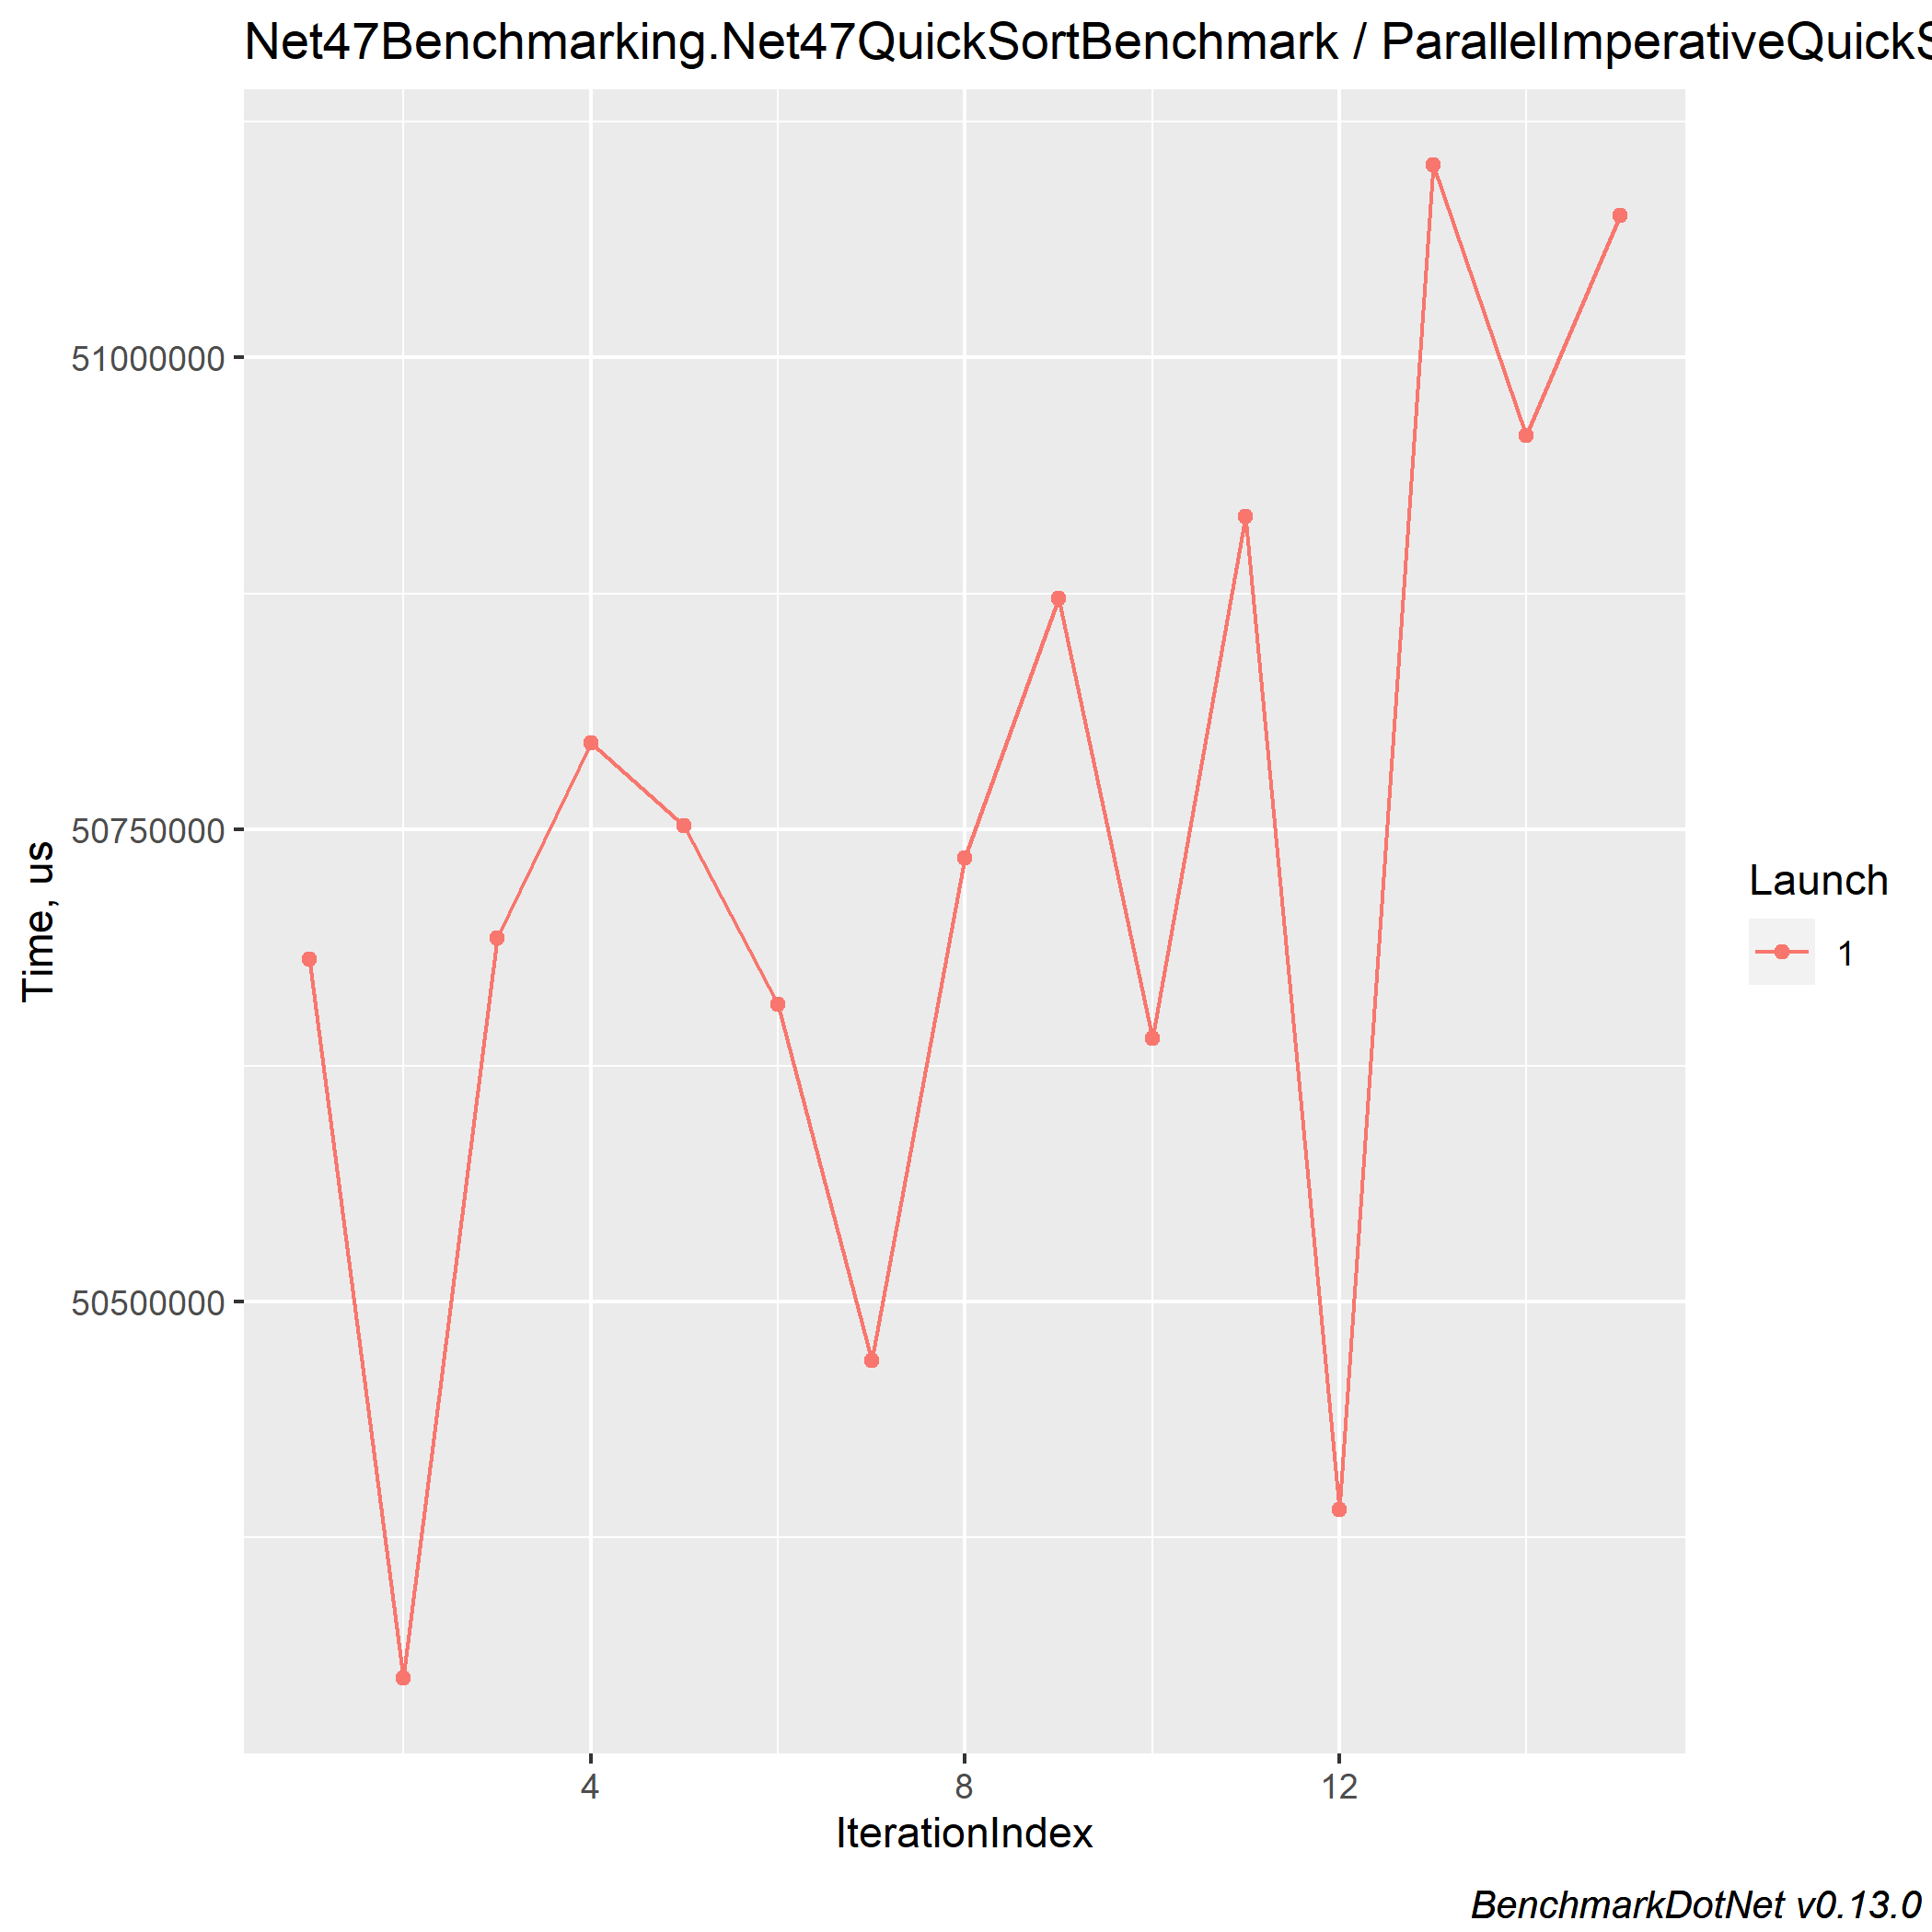 Net47Benchmarking.Net47QuickSortBenchmark / ParallelImperativeQuickS
51000000
50750000
50500000
Time, us
4
8
12
IterationIndex
Launch
1
BenchmarkDotNet v0.13.0